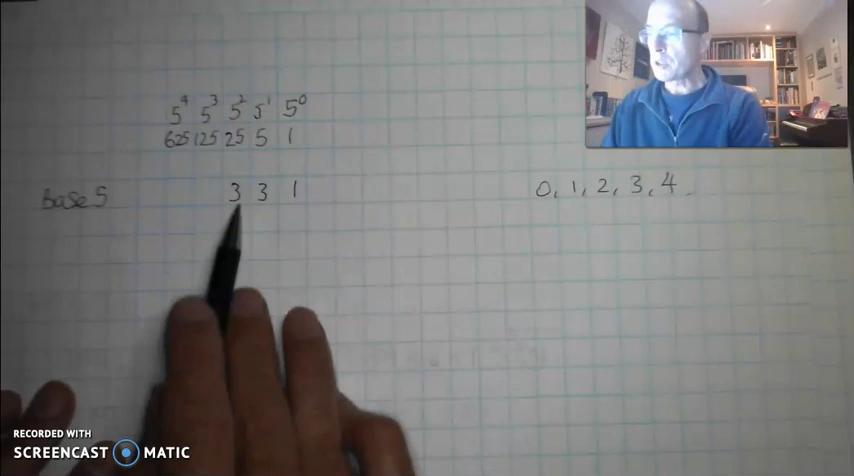 5⁴ 5³ 5² 5¹ 5⁰
625 125 25 5 1
Base 5 3 3 1
0, 1, 2, 3, 4
RECORDED WITH
SCREENCAST MATIC